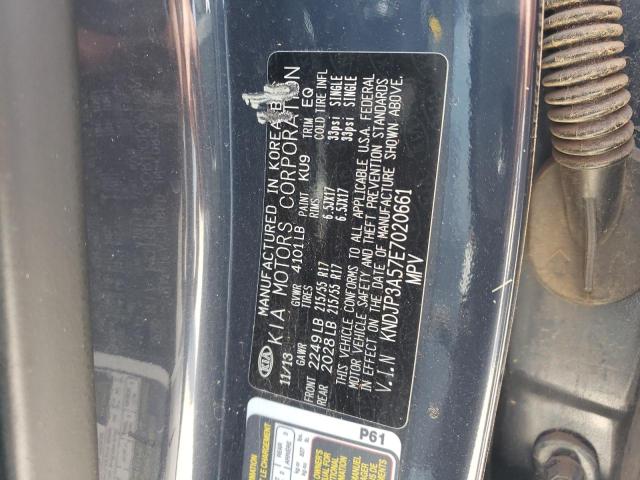 MANUFACTURED IN KOREA B
KIA MOTORS CORPORATION
KIA
11/13
GVWR 4101LB PAINT KU9 TRIM EQ
GAWR TIRES RIMS COLD TIRE INFL
FRONT 2249LB 215/55 R17 6.5JX17 33psi SINGLE
REAR 2028LB 215/55 R17 6.5JX17 33psi SINGLE
THIS VEHICLE CONFORMS TO ALL APPLICABLE U.S.A. FEDERAL
MOTOR VEHICLE SAFETY AND THEFT PREVENTION STANDARDS
IN EFFECT ON THE DATE OF MANUFACTURE SHOWN ABOVE.
V.I.N KNDJP3A57E7020661
MPV
P61